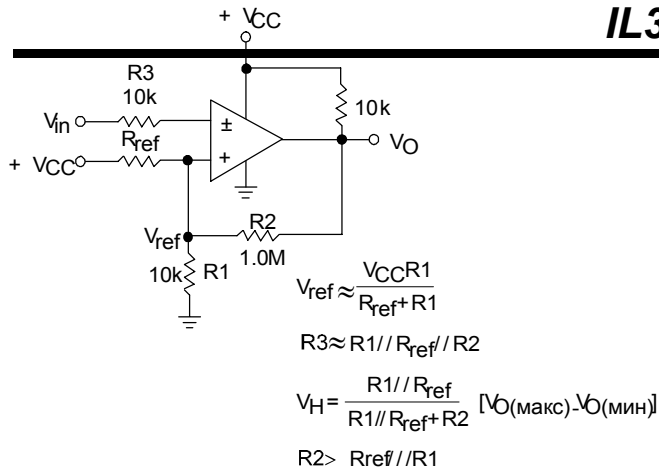 + VCC
IL3
R3
10k
10k
Vin
±
Rref
+
VO
+ VCC
Vref
R2
1.0M
10k R1
Vref ≈ VCCR1 / Rref+R1
R3≈R1//Rref//R2
VH = R1//Rref / R1//Rref+R2 [VO(макс)-VO(мин)]
R2> Rref///R1